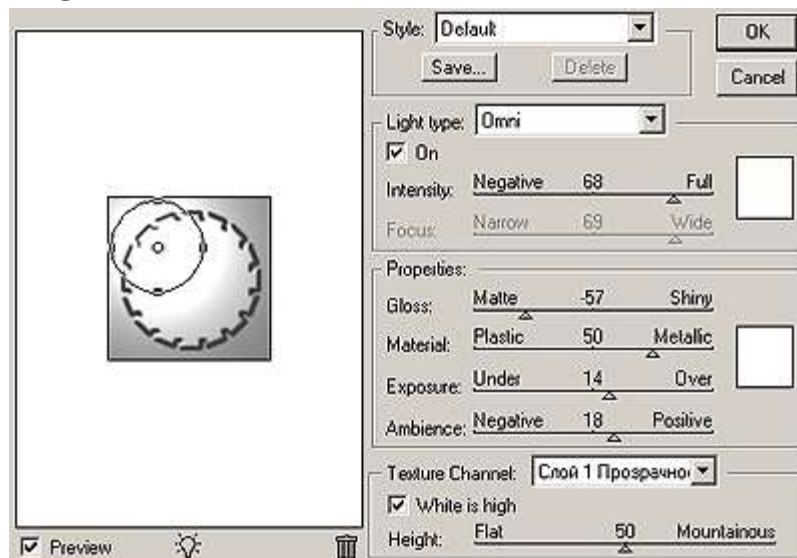 Style: Default
OK
Save... Delete
Cancel
Light type: Omni
On
Intensity: Negative 68 Full
Focus: Narrow 69 Wide
Properties:
Gloss: Matte -57 Shiny
Material: Plastic 50 Metallic
Exposure: Under 14 Over
Ambience: Negative 18 Positive
Texture Channel: Слой 1 Прозрачнос
White is high
Height: Flat 50 Mountainous
Preview